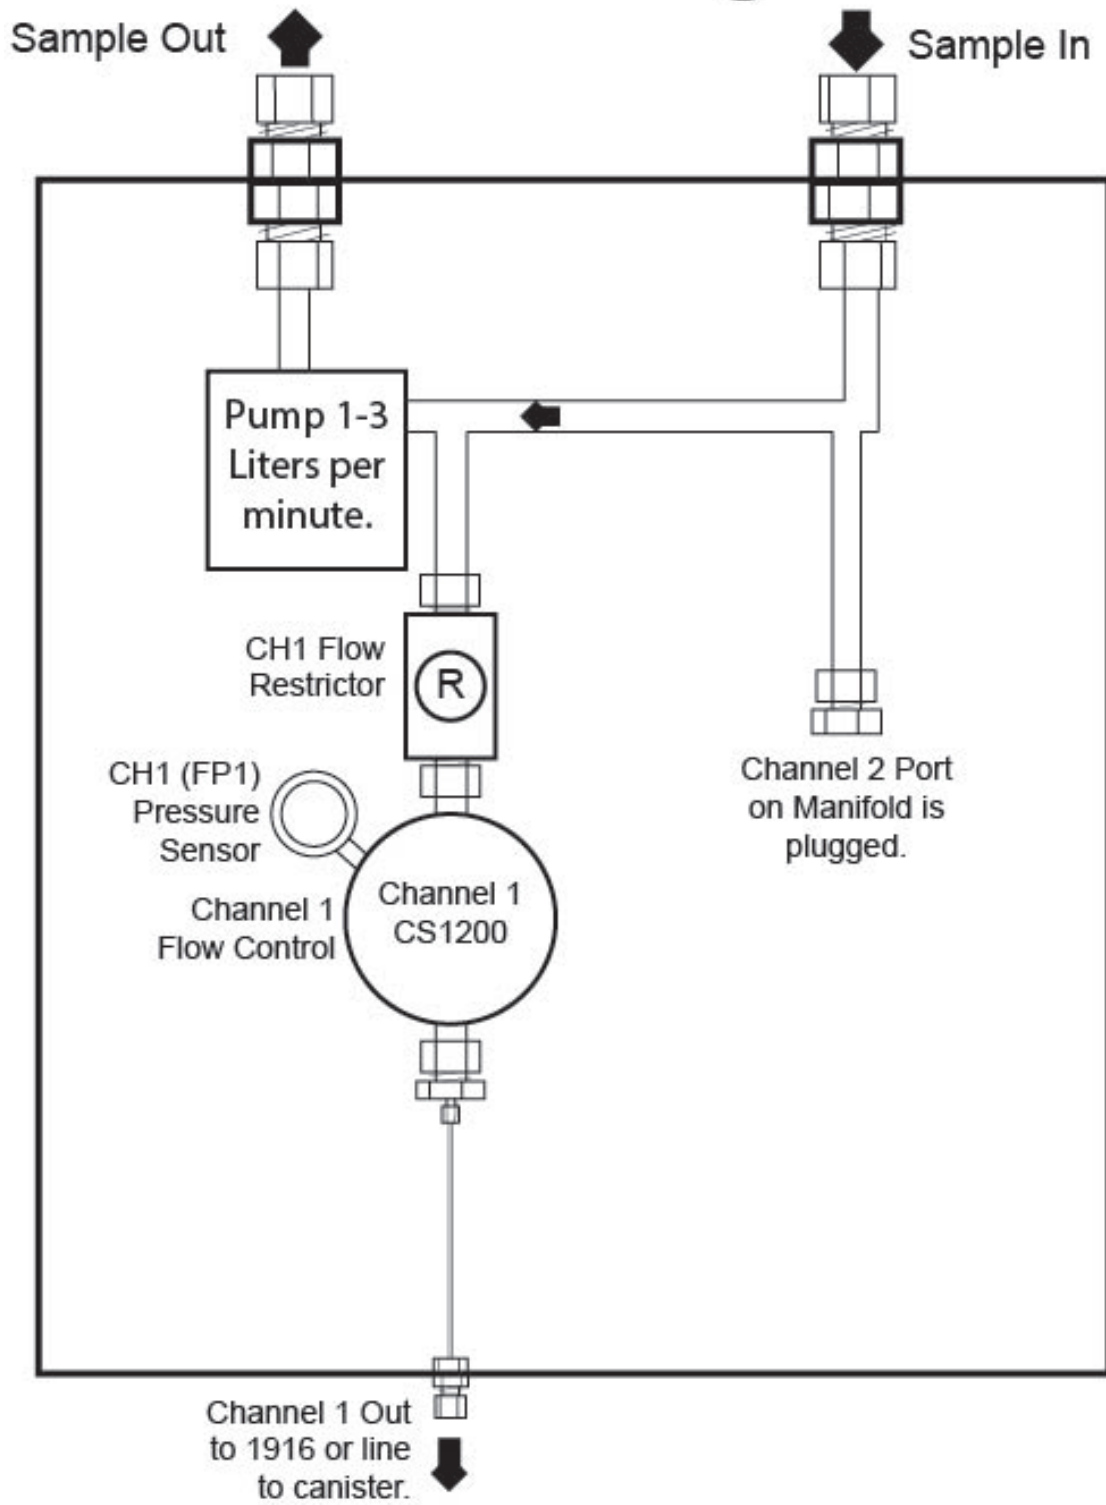 Sample Out
Sample In
Pump 1-3
Liters per
minute.
CH1 Flow
Restrictor
R
CH1 (FP1)
Pressure
Sensor
Channel 1
Flow Control
Channel 1
CS1200
Channel 2 Port
on Manifold is
plugged.
Channel 1 Out
to 1916 or line
to canister.